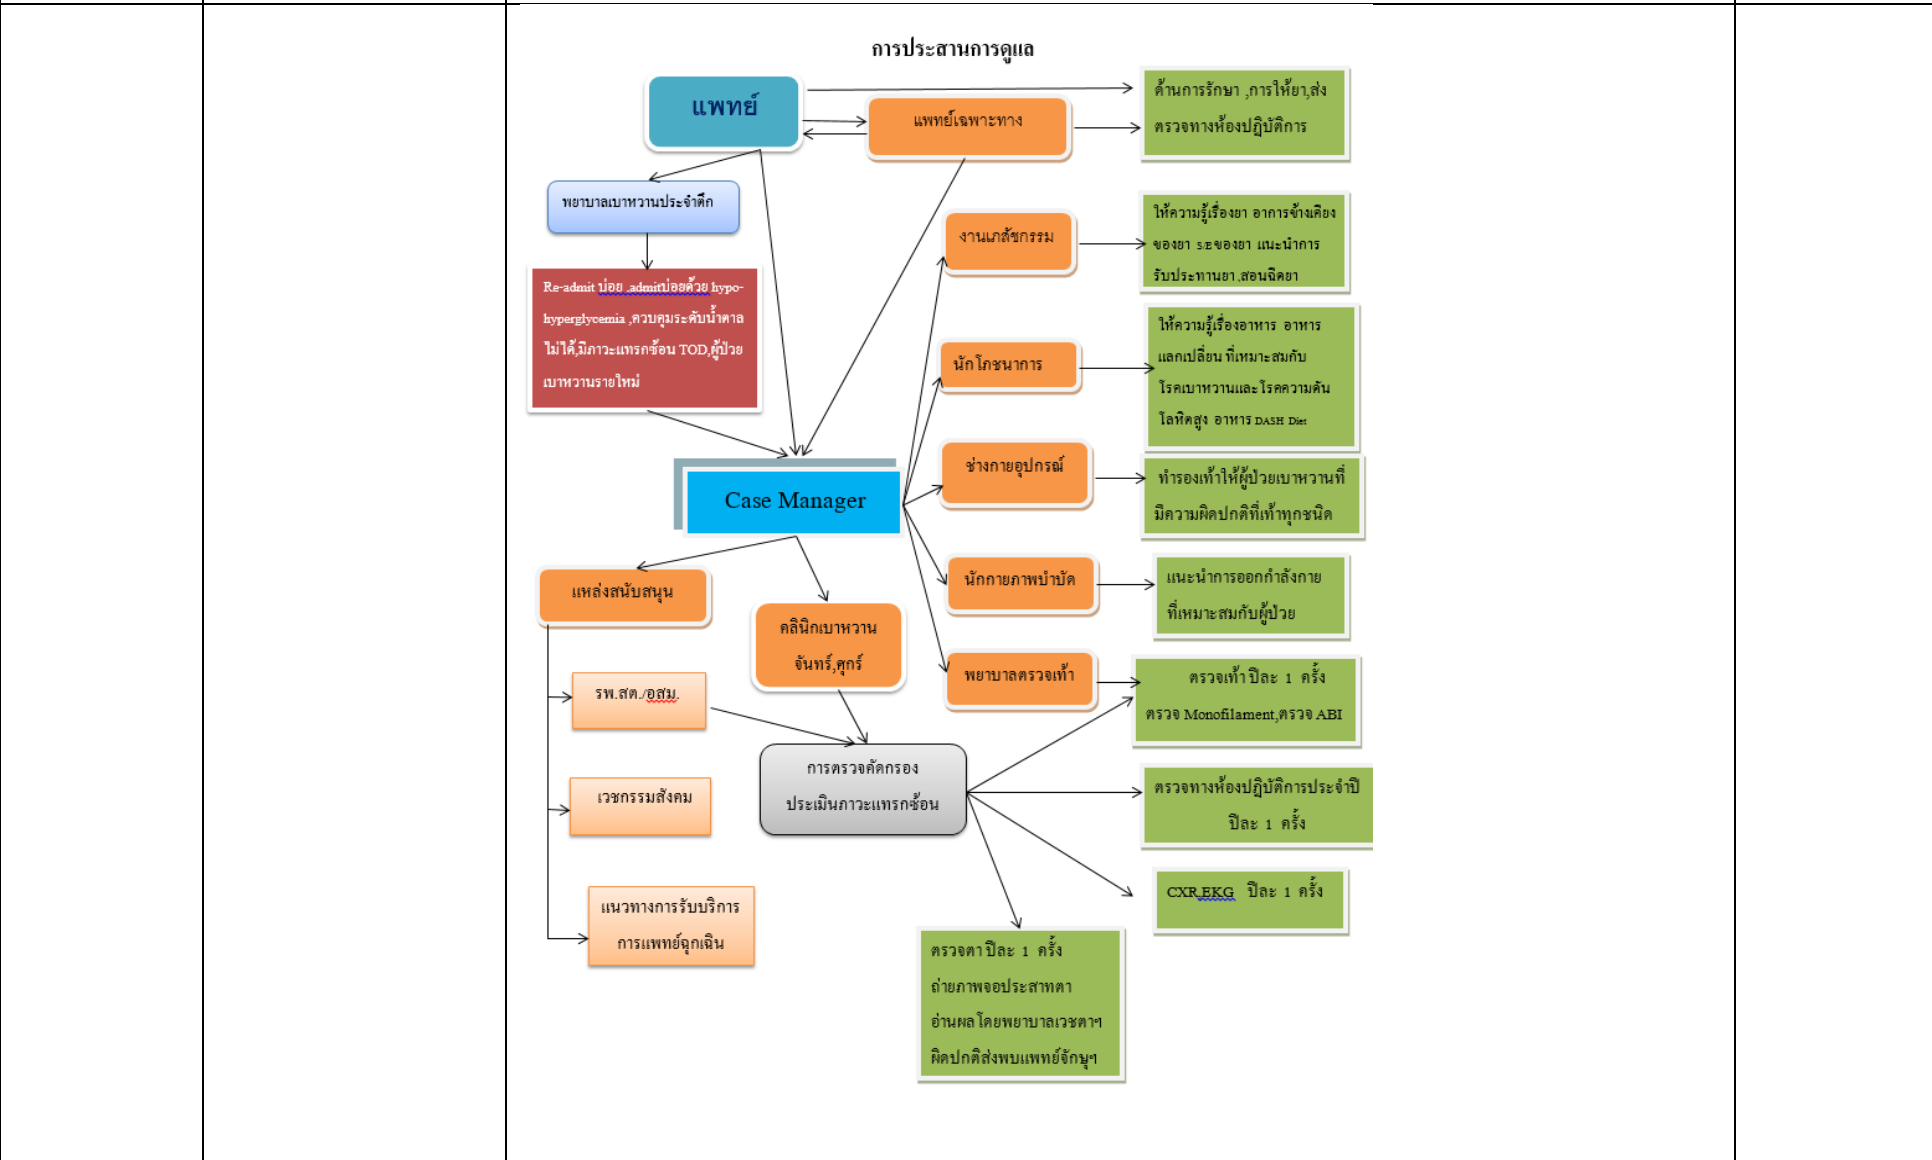 การประสานการดูแล
แพทย์
แพทย์เฉพาะทาง
ด้านการรักษา ,การให้ยา,ส่ง
ตรวจทางห้องปฏิบัติการ
พยาบาลเบาหวานประจำตึก
Re-admit บ่อย ,admitบ่อยด้วย hypo-
hyperglycemia ,ควบคุมระดับน้ำตาล
ไม่ได้,มีภาวะแทรกซ้อน TOD,ผู้ป่วย
เบาหวานรายใหม่
งานเภสัชกรรม
ให้ความรู้เรื่องยา อาการข้างเคียง
ของยา S/Eของยา แนะนำการ
รับประทานยา ,สอนฉีดยา
นักโภชนาการ
ให้ความรู้เรื่องอาหาร อาหาร
แลกเปลี่ยน ที่เหมาะสมกับ
โรคเบาหวานและโรคความดัน
โลหิตสูง อาหาร DASH Diet
ช่างกายอุปกรณ์
ทำรองเท้าให้ผู้ป่วยเบาหวานที่
มีความผิดปกติที่เท้าทุกชนิด
Case Manager
นักกายภาพบำบัด
แนะนำการออกกำลังกาย
ที่เหมาะสมกับผู้ป่วย
แหล่งสนับสนุน
คลินิกเบาหวาน
จันทร์,ศุกร์
พยาบาลตรวจเท้า
ตรวจเท้า ปีละ 1 ครั้ง
ตรวจ Monofilament,ตรวจ ABI
รพ.สต./อสม.
การตรวจคัดกรอง
ประเมินภาวะแทรกซ้อน
ตรวจทางห้องปฏิบัติการประจำปี
ปีละ 1 ครั้ง
เวชกรรมสังคม
CXR,EKG ปีละ 1 ครั้ง
แนวทางการรับบริการ
การแพทย์ฉุกเฉิน
ตรวจตา ปีละ 1 ครั้ง
ถ่ายภาพจอประสาทตา
อ่านผลโดยพยาบาลเวชตาฯ
ผิดปกติส่งพบแพทย์จักษุฯ